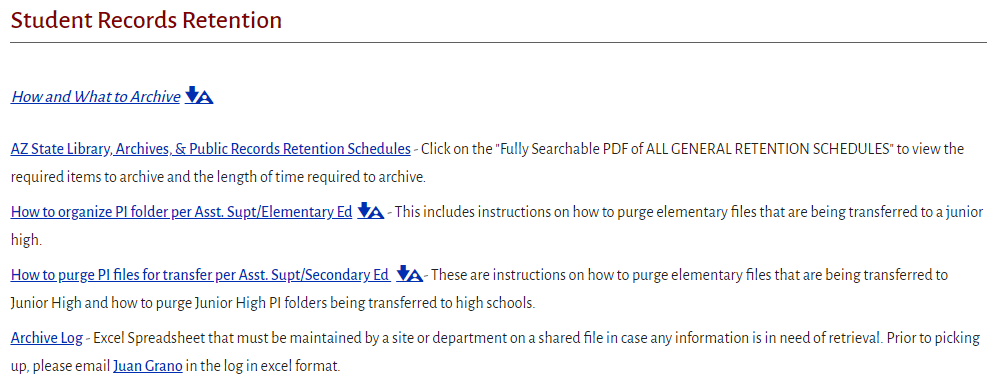 Student Records Retention
How and What to Archive
AZ State Library, Archives, & Public Records Retention Schedules - Click on the "Fully Searchable PDF of ALL GENERAL RETENTION SCHEDULES" to view the
required items to archive and the length of time required to archive.
How to organize PI folder per Asst. Supt/Elementary Ed - This includes instructions on how to purge elementary files that are being transferred to a junior
high.
How to purge PI files for transfer per Asst. Supt/Secondary Ed - These are instructions on how to purge elementary files that are being transferred to
Junior High and how to purge Junior High PI folders being transferred to high schools.
Archive Log - Excel Spreadsheet that must be maintained by a site or department on a shared file in case any information is in need of retrieval. Prior to picking
up, please email Juan Grano in the log in excel format.